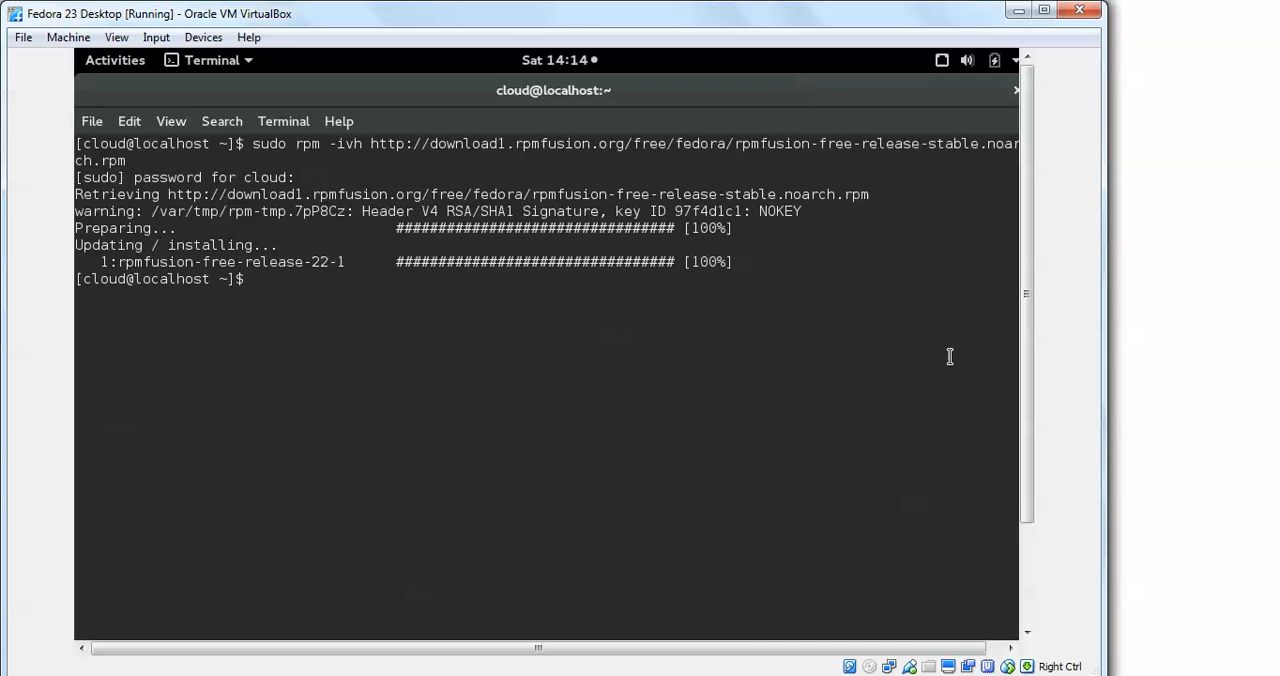 Fedora 23 Desktop [Running] - Oracle VM VirtualBox
File Machine View Input Devices Help
Activities Terminal Sat 14:14
cloud@localhost:~
File Edit View Search Terminal Help
[cloud@localhost ~]$ sudo rpm -ivh http://download1.rpmfusion.org/free/fedora/rpmfusion-free-release-stable.noar
ch.rpm
[sudo] password for cloud:
Retrieving http://download1.rpmfusion.org/free/fedora/rpmfusion-free-release-stable.noarch.rpm
warning: /var/tmp/rpm-tmp.7pP8Cz: Header V4 RSA/SHA1 Signature, key ID 97f4d1c1: NOKEY
Preparing... ################################# [100%]
Updating / installing...
1:rpmfusion-free-release-22-1 ################################# [100%]
[cloud@localhost ~]$
Right Ctrl